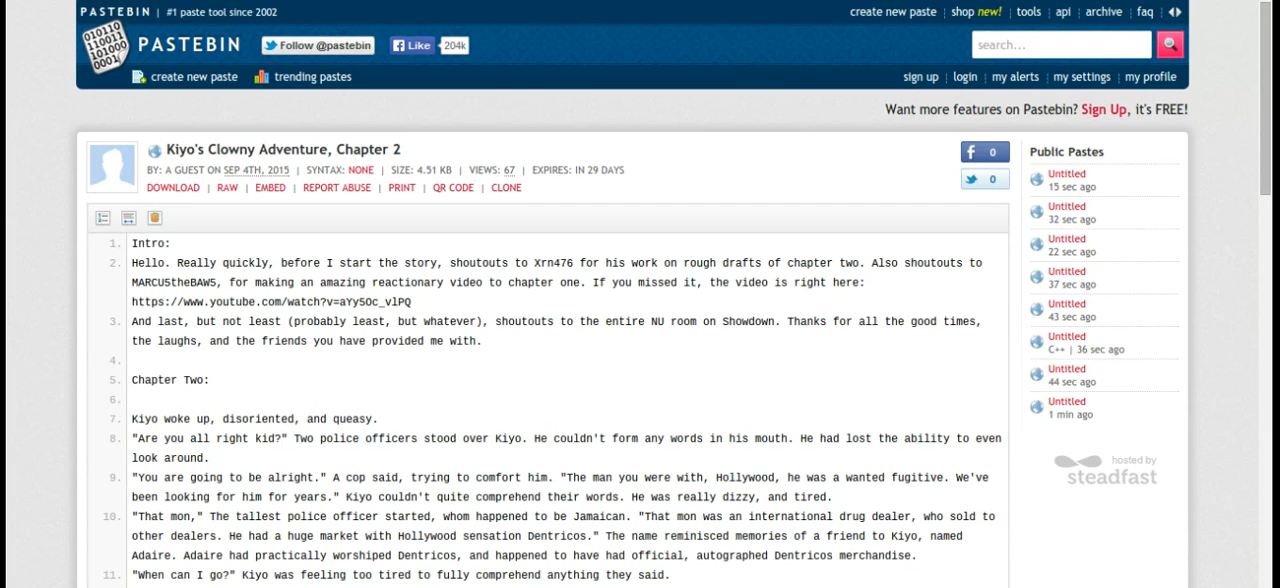 PASTEBIN | #1 paste tool since 2002
create new paste shop new! tools api archive faq
010110
110011
101000
0001
PASTEBIN
Follow @pastebin
Like 204k
search...
create new paste trending pastes
sign up login my alerts my settings my profile
Want more features on Pastebin? Sign Up, it's FREE!
Kiyo's Clowny Adventure, Chapter 2
BY: A GUEST ON SEP 4TH, 2015 | SYNTAX: NONE | SIZE: 4.51 KB | VIEWS: 67 | EXPIRES: IN 29 DAYS
DOWNLOAD | RAW | EMBED | REPORT ABUSE | PRINT | QR CODE | CLONE
0
0
1. Intro:
2. Hello. Really quickly, before I start the story, shoutouts to Xrn476 for his work on rough drafts of chapter two. Also shoutouts to
MARCU5theBAW5, for making an amazing reactionary video to chapter one. If you missed it, the video is right here:
https://www.youtube.com/watch?v=aYy5Oc_vlPQ
3. And last, but not least (probably least, but whatever), shoutouts to the entire NU room on Showdown. Thanks for all the good times,
the laughs, and the friends you have provided me with.
4.
5. Chapter Two:
6.
7. Kiyo woke up, disoriented, and queasy.
8. "Are you all right kid?" Two police officers stood over Kiyo. He couldn't form any words in his mouth. He had lost the ability to even
look around.
9. "You are going to be alright." A cop said, trying to comfort him. "The man you were with, Hollywood, he was a wanted fugitive. We've
been looking for him for years." Kiyo couldn't quite comprehend their words. He was really dizzy, and tired.
10. "That mon," The tallest police officer started, whom happened to be Jamaican. "That mon was an international drug dealer, who sold to
other dealers. He had a huge market with Hollywood sensation Dentricos." The name reminisced memories of a friend to Kiyo, named
Adaire. Adaire had practically worshiped Dentricos, and happened to have had official, autographed Dentricos merchandise.
11. "When can I go?" Kiyo was feeling too tired to fully comprehend anything they said.
Public Pastes
Untitled
15 sec ago
Untitled
32 sec ago
Untitled
22 sec ago
Untitled
37 sec ago
Untitled
43 sec ago
Untitled
C++ | 36 sec ago
Untitled
44 sec ago
Untitled
1 min ago
hosted by
steadfast